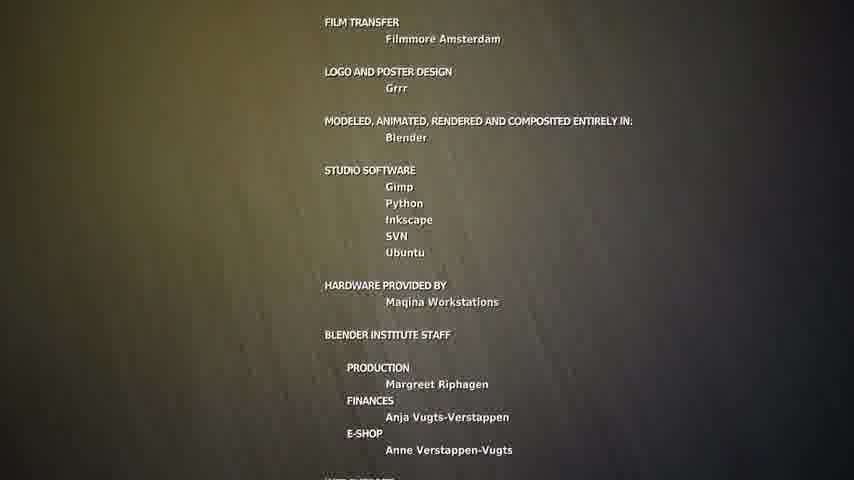 FILM TRANSFER
Filmmore Amsterdam
LOGO AND POSTER DESIGN
Grrr
MODELED, ANIMATED, RENDERED AND COMPOSITED ENTIRELY IN:
Blender
STUDIO SOFTWARE
Gimp
Python
Inkscape
SVN
Ubuntu
HARDWARE PROVIDED BY
Maqina Workstations
BLENDER INSTITUTE STAFF
PRODUCTION
Margreet Riphagen
FINANCES
Anja Vugts-Verstappen
E-SHOP
Anne Verstappen-Vugts